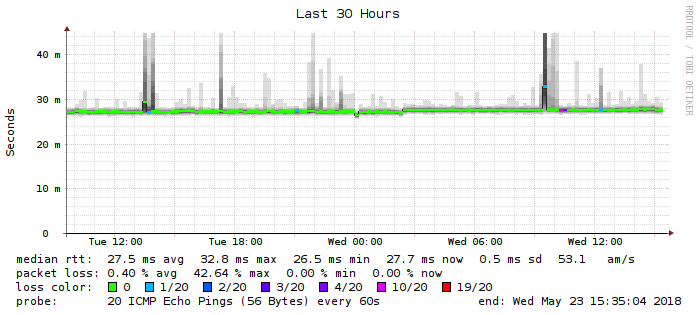 Last 30 Hours
RRDTOOL / TOBI OETIKER
Seconds
40 m
30 m
20 m
10 m
0
Tue 12:00 Tue 18:00 Wed 00:00 Wed 06:00 Wed 12:00
median rtt: 27.5 ms avg 32.8 ms max 26.5 ms min 27.7 ms now 0.5 ms sd 53.1 am/s
packet loss: 0.40 % avg 42.64 % max 0.00 % min 0.00 % now
loss color: 0 1/20 2/20 3/20 4/20 10/20 19/20
probe: 20 ICMP Echo Pings (56 Bytes) every 60s end: Wed May 23 15:35:04 2018